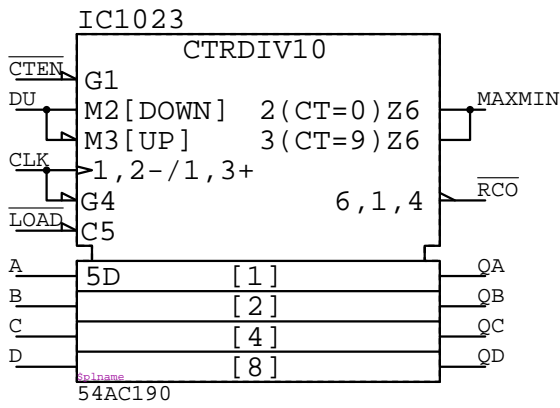 IC1023
CTRDIV10
CTEN
G1
DU
M2[DOWN] 2(CT=0)Z6
MAXMIN
M3[UP] 3(CT=9)Z6
CLK
1,2-/1,3+
G4
6,1,4
RCO
LOAD
C5
A
5D
[1]
QA
B
[2]
QB
C
[4]
QC
D
[8]
QD
$plname
54AC190